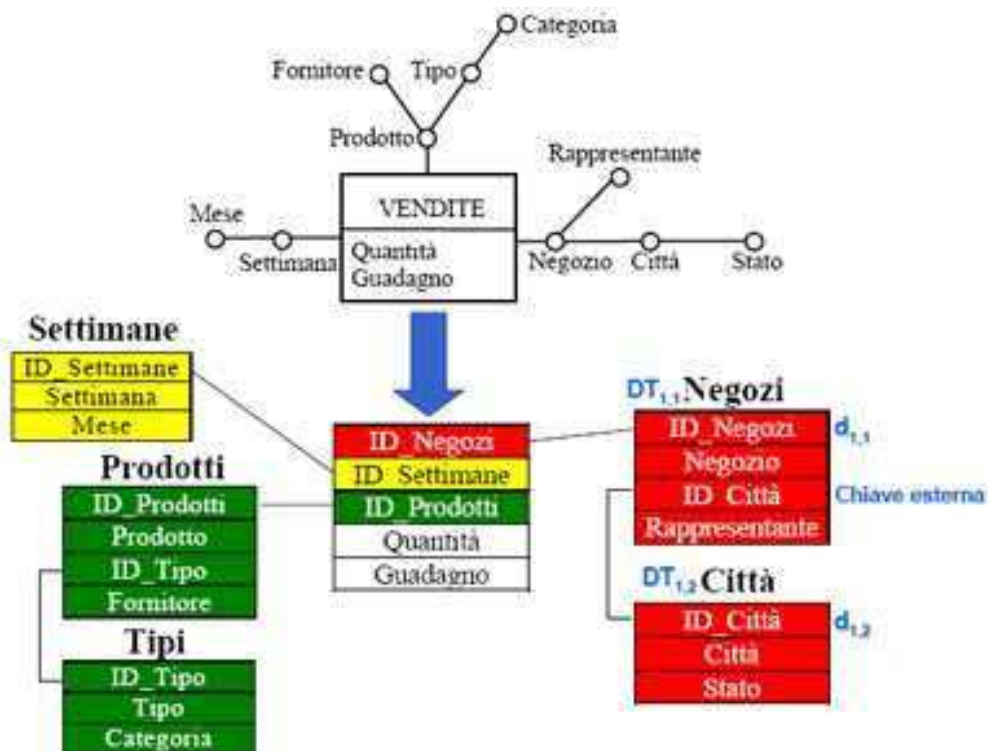 Categoria
Fornitore
Tipo
Prodotto
Rappresentante
VENDITE
Mese
Settimana
Quantità
Guadagno
Negozio
Città
Stato
Settimane
ID_Settimane
Settimana
Mese
Prodotti
ID_Prodotti
Prodotto
ID_Tipo
Fornitore
Tipi
ID_Tipo
Tipo
Categoria
ID_Negozi
ID_Settimane
ID_Prodotti
Quantità
Guadagno
DT1,1 Negozi
ID_Negozi d1,1
Negozio
ID_Città Chiave esterna
Rappresentante
DT1,2 Città
ID_Città d1,2
Città
Stato